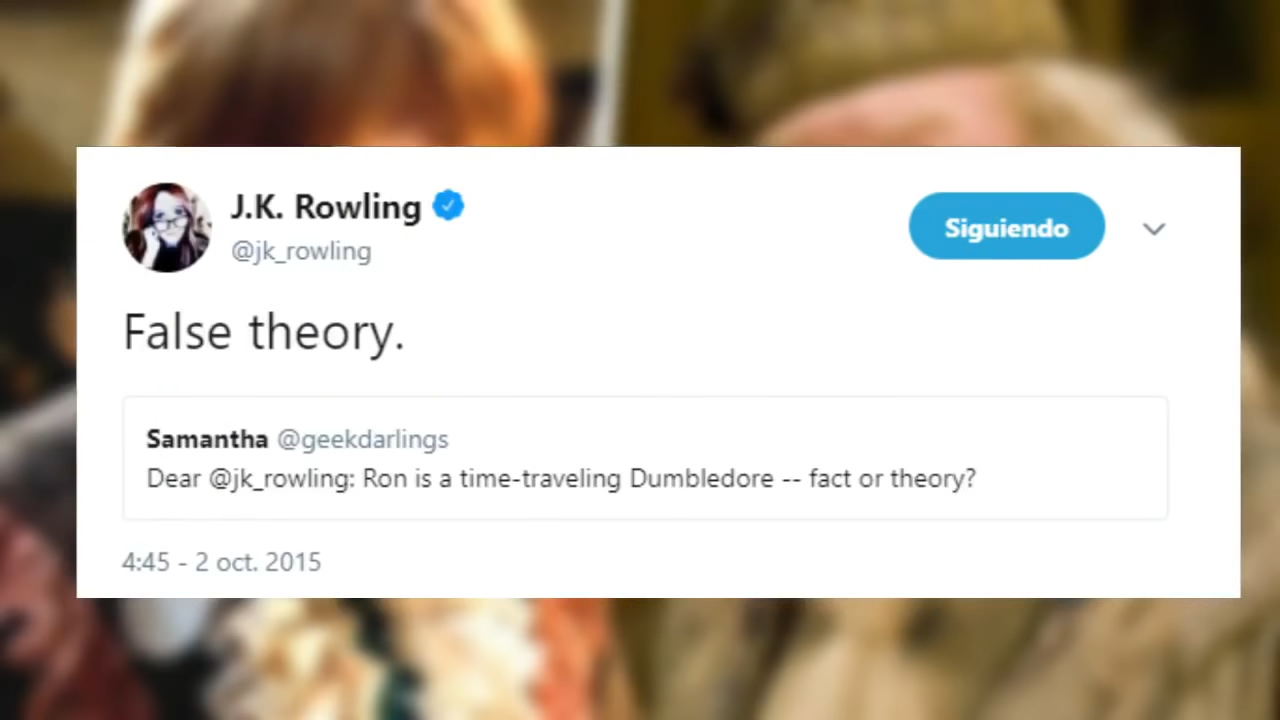 J.K. Rowling
@jk_rowling
Siguiendo
False theory.
Samantha @geekdarlings
Dear @jk_rowling: Ron is a time-traveling Dumbledore -- fact or theory?
4:45 - 2 oct. 2015